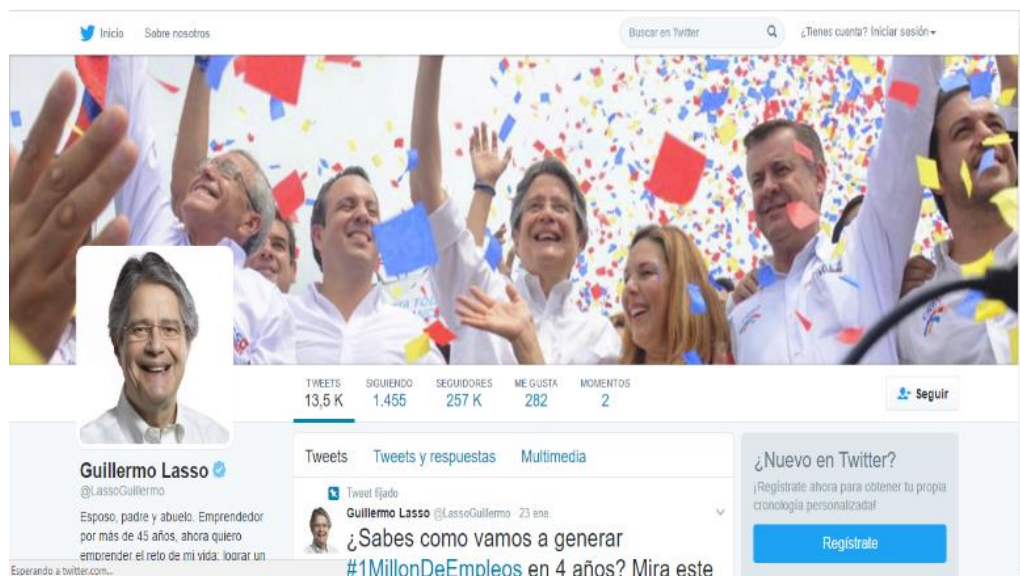 Inicio Sobre nosotros
Buscar en Twitter
¿Tienes cuenta? Iniciar sesión
TWEETS SIGUIENDO SEGUIDORES ME GUSTA MOMENTOS
13,5 K 1.455 257 K 282 2
Seguir
Guillermo Lasso
@LassoGuillermo
Esposo, padre y abuelo. Emprendedor
por más de 45 años, ahora quiero
emprender el reto de mi vida: lograr un
Esperando a twitter.com...
Tweets Tweets y respuestas Multimedia
Tweet fijado
Guillermo Lasso @LassoGuillermo · 23 ene
¿Sabes como vamos a generar
#1MillonDeEmpleos en 4 años? Mira este
¿Nuevo en Twitter?
¡Regístrate ahora para obtener tu propia
cronología personalizada!
Regístrate